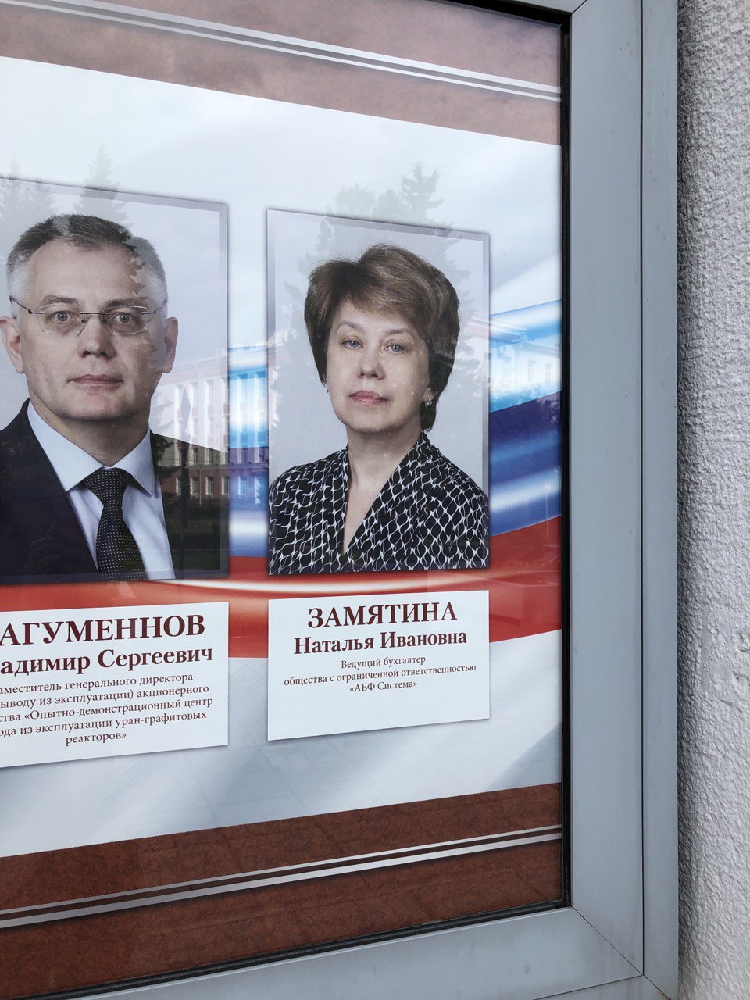 АГУМЕННОВ
адимир Сергеевич
аместитель генерального директора
выводу из эксплуатации) акционерного
ства «Опытно-демонстрационный центр
ода из эксплуатации уран-графитовых
реакторов»
ЗАМЯТИНА
Наталья Ивановна
Ведущий бухгалтер
общества с ограниченной ответственностью
«АБФ Система»